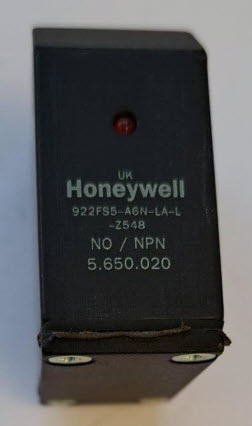 UK
Honeywell
922FS5-A6N-LA-L
-Z548
NO / NPN
5.650.020